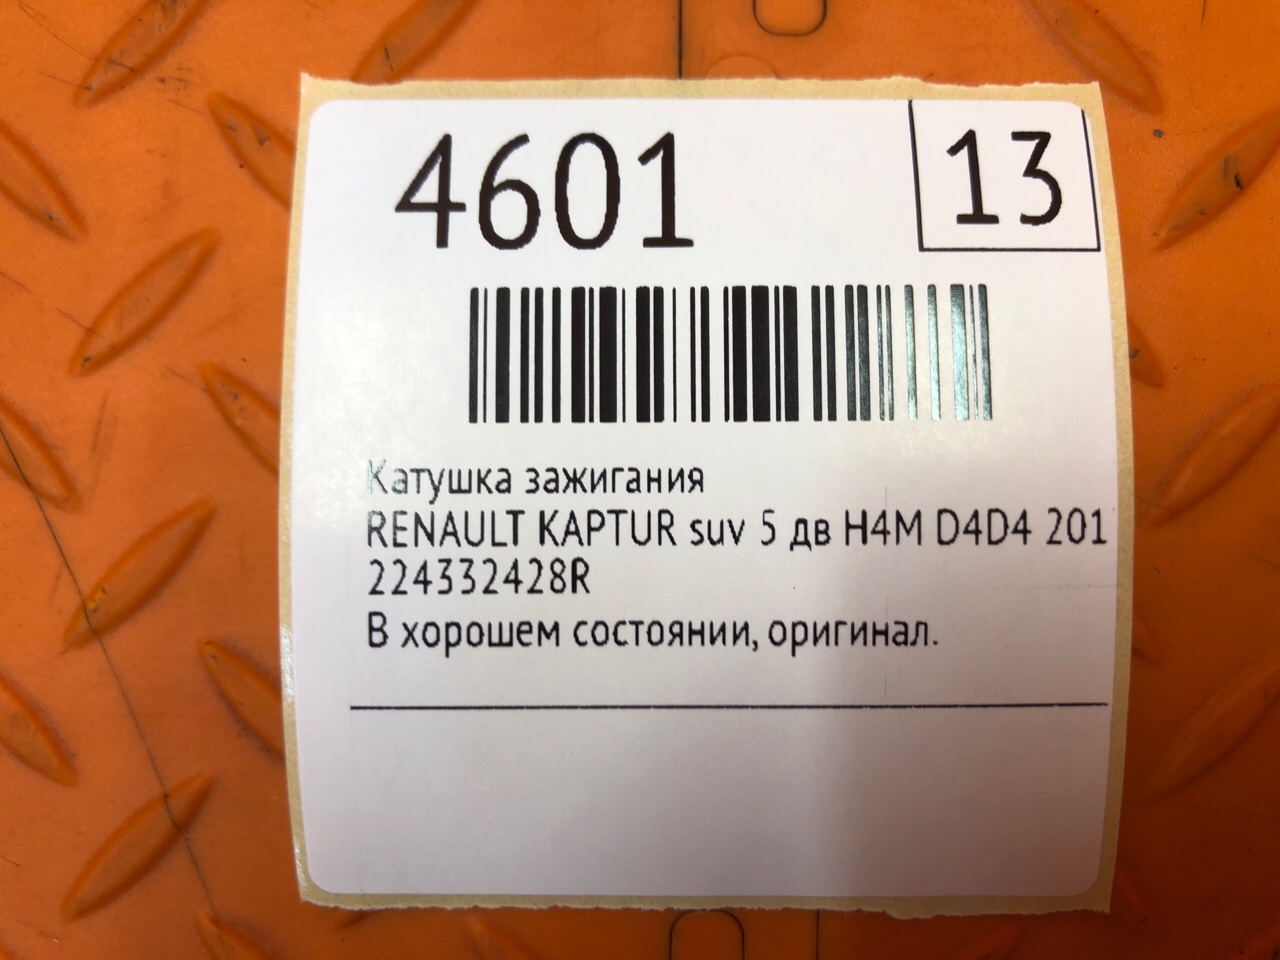 4601
13
Катушка зажигания
RENAULT KAPTUR suv 5 дв H4M D4D4 201
224332428R
В хорошем состоянии, оригинал.